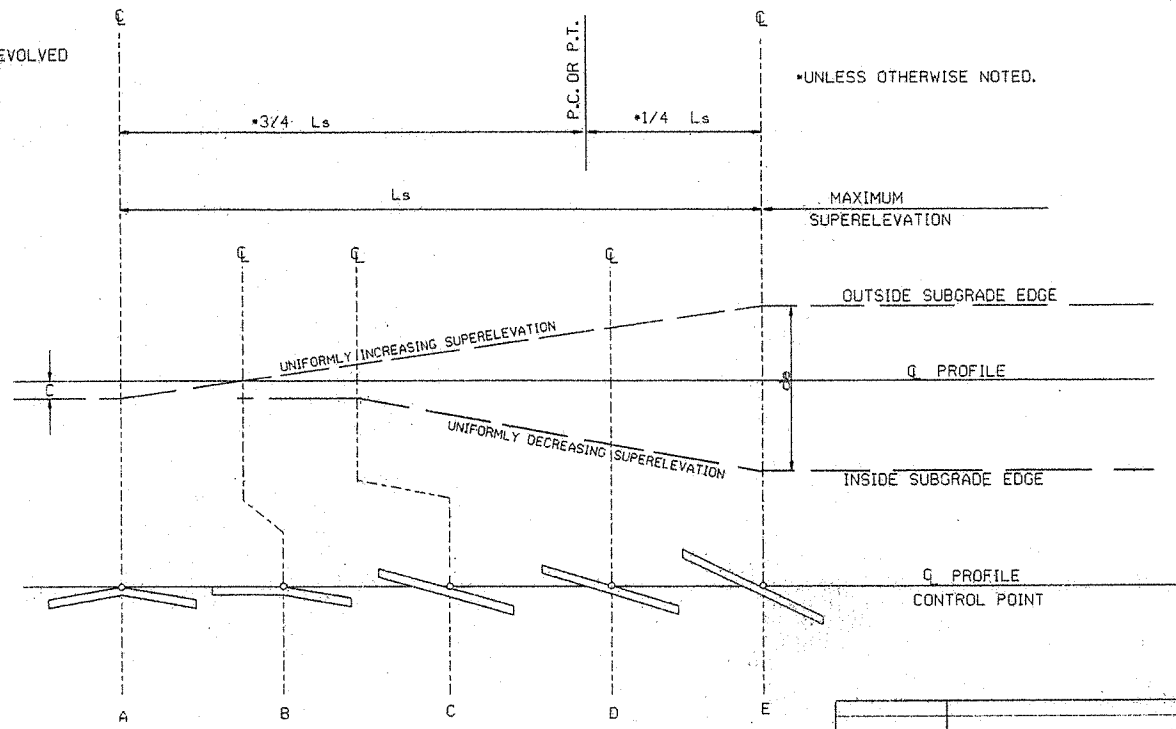 ℄
℄
EVOLVED
P.C. OR P.T.
*UNLESS OTHERWISE NOTED.
*3/4 Ls
*1/4 Ls
Ls
MAXIMUM
SUPERELEVATION
℄
℄
℄
OUTSIDE SUBGRADE EDGE
UNIFORMLY INCREASING SUPERELEVATION
℄ PROFILE
C
UNIFORMLY DECREASING SUPERELEVATION
INSIDE SUBGRADE EDGE
℄ PROFILE
CONTROL POINT
A
B
C
D
E